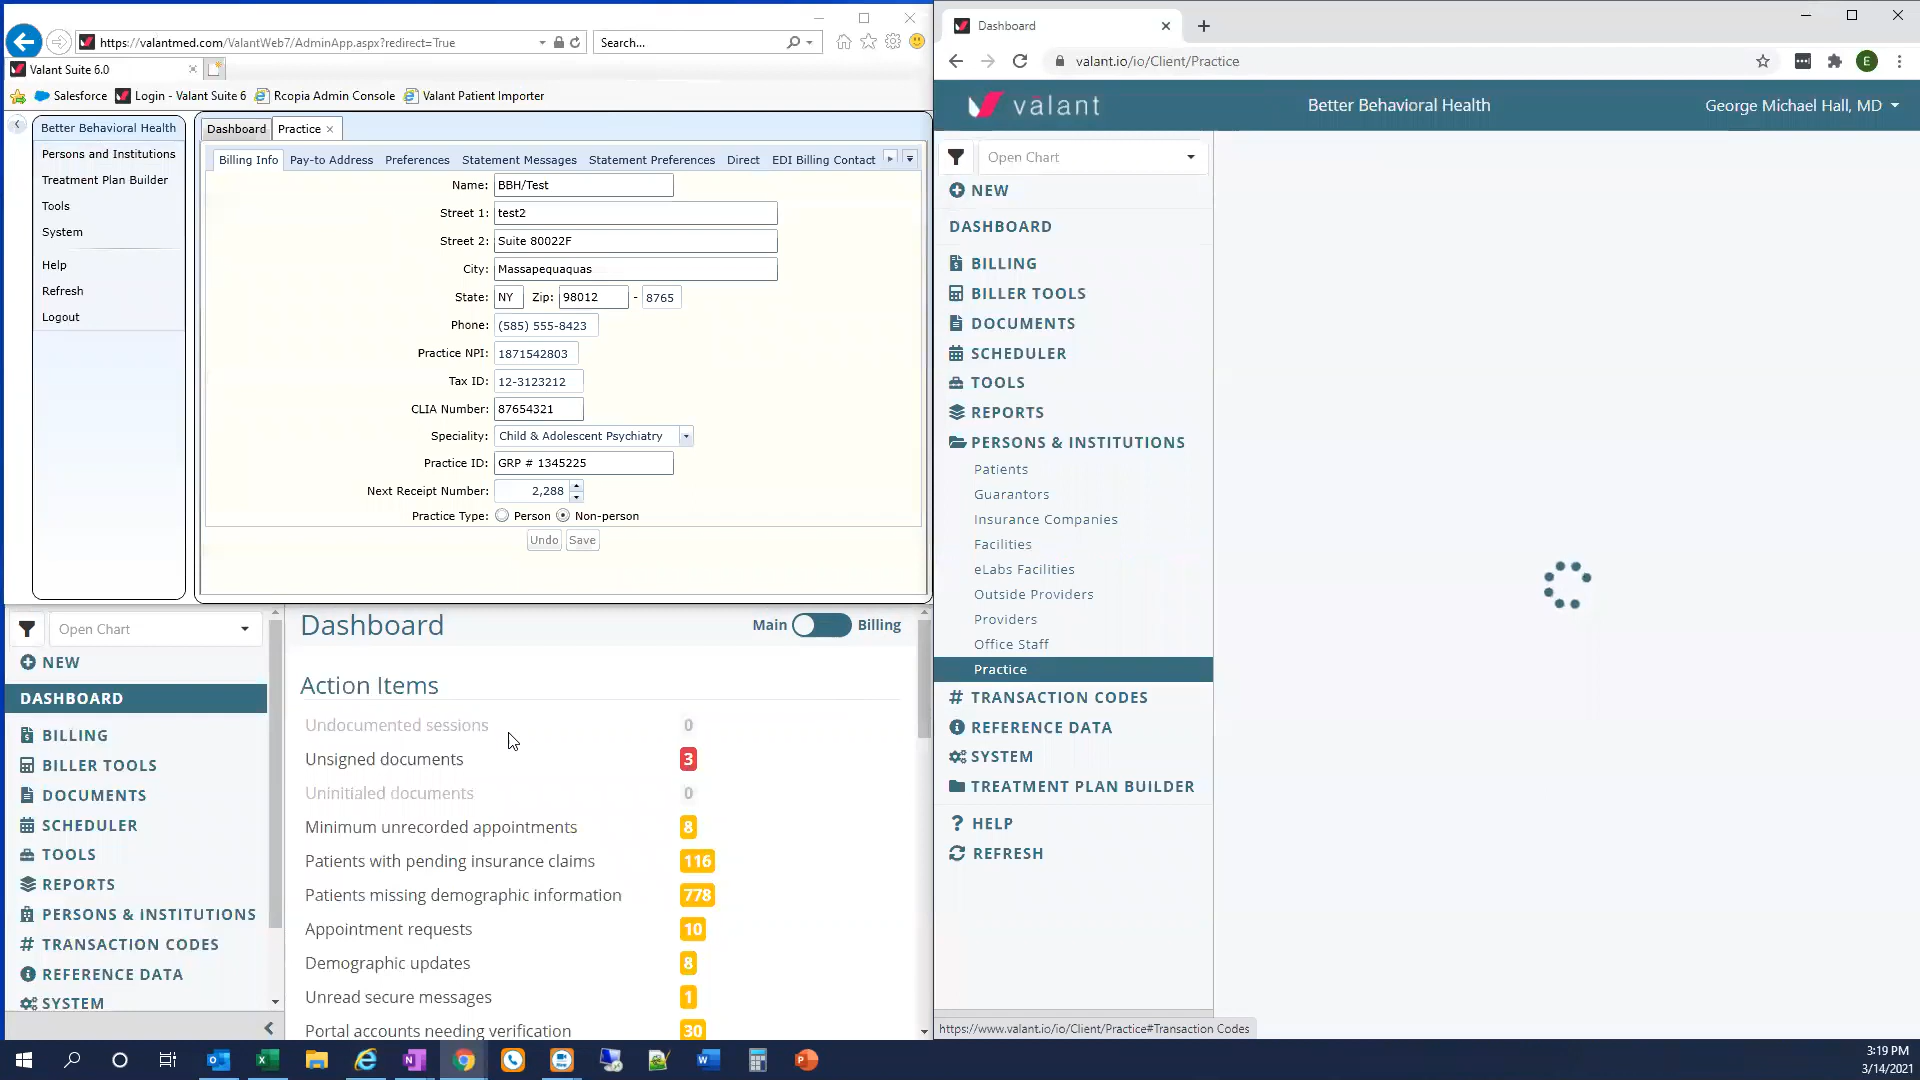 https://valantmed.com/ValantWeb7/AdminApp.aspx?redirect=True
Search...
Valant Suite 6.0
Salesforce
Login - Valant Suite 6
Rcopia Admin Console
Valant Patient Importer
Better Behavioral Health
Persons and Institutions
Treatment Plan Builder
Tools
System
Help
Refresh
Logout
Dashboard
Practice
Billing Info
Pay-to Address
Preferences
Statement Messages
Statement Preferences
Direct
EDI Billing Contact
Name: BBH/Test
Street 1: test2
Street 2: Suite 80022F
City: Massapequaquas
State: NY Zip: 98012 - 8765
Phone: (585) 555-8423
Practice NPI: 1871542803
Tax ID: 12-3123212
CLIA Number: 87654321
Speciality: Child & Adolescent Psychiatry
Practice ID: GRP # 1345225
Next Receipt Number: 2,288
Practice Type: Person Non-person
Undo Save
Open Chart
NEW
DASHBOARD
BILLING
BILLER TOOLS
DOCUMENTS
SCHEDULER
TOOLS
REPORTS
PERSONS & INSTITUTIONS
TRANSACTION CODES
REFERENCE DATA
SYSTEM
Dashboard
Main Billing
Action Items
Undocumented sessions 0
Unsigned documents 3
Uninitialed documents 0
Minimum unrecorded appointments 8
Patients with pending insurance claims 116
Patients missing demographic information 778
Appointment requests 10
Demographic updates 8
Unread secure messages 1
Portal accounts needing verification 30
Dashboard
valant.io/io/Client/Practice
E
valant
Better Behavioral Health
George Michael Hall, MD
Open Chart
NEW
DASHBOARD
BILLING
BILLER TOOLS
DOCUMENTS
SCHEDULER
TOOLS
REPORTS
PERSONS & INSTITUTIONS
Patients
Guarantors
Insurance Companies
Facilities
eLabs Facilities
Outside Providers
Providers
Office Staff
Practice
TRANSACTION CODES
REFERENCE DATA
SYSTEM
TREATMENT PLAN BUILDER
HELP
REFRESH
https://www.valant.io/io/Client/Practice#Transaction Codes
3:19 PM
3/14/2021